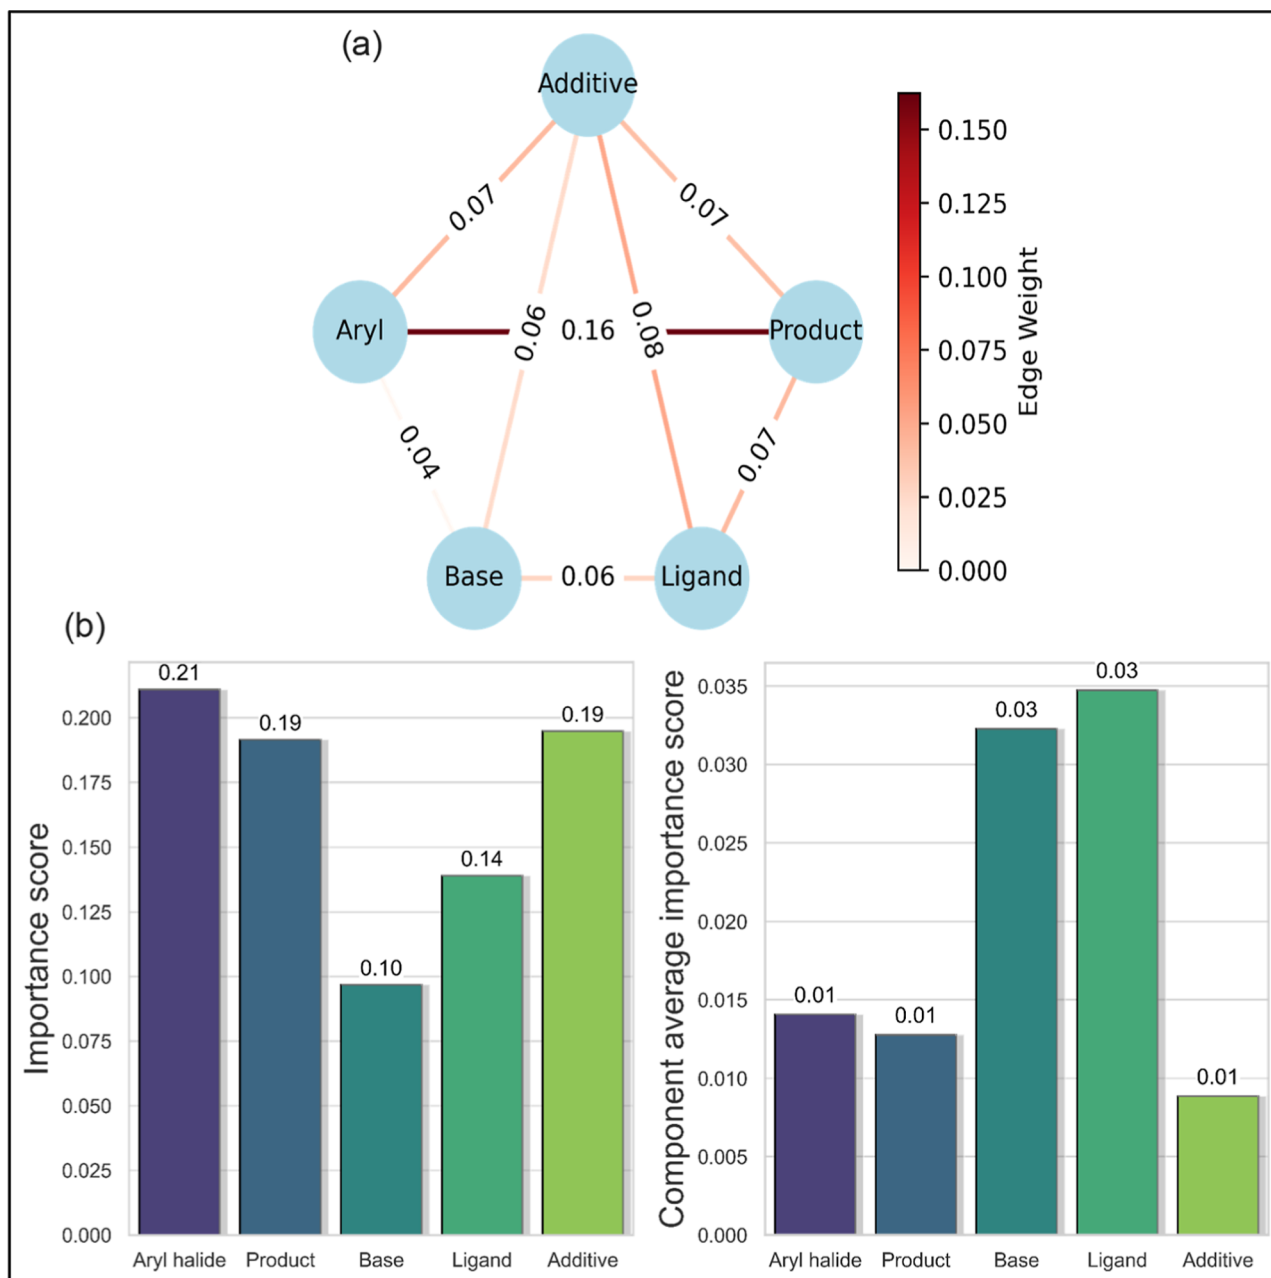 (a)
Additive
0.07
0.07
Aryl
0.06
0.16
0.08
Product
0.04
0.07
Base
0.06
Ligand
0.150
0.125
0.100
0.075
0.050
0.025
0.000
Edge Weight
(b)
Importance score
0.200
0.175
0.150
0.125
0.100
0.075
0.050
0.025
0.000
0.21
0.19
0.10
0.14
0.19
Aryl halide
Product
Base
Ligand
Additive
Component average importance score
0.035
0.030
0.025
0.020
0.015
0.010
0.005
0.000
0.01
0.01
0.03
0.03
0.01
Aryl halide
Product
Base
Ligand
Additive